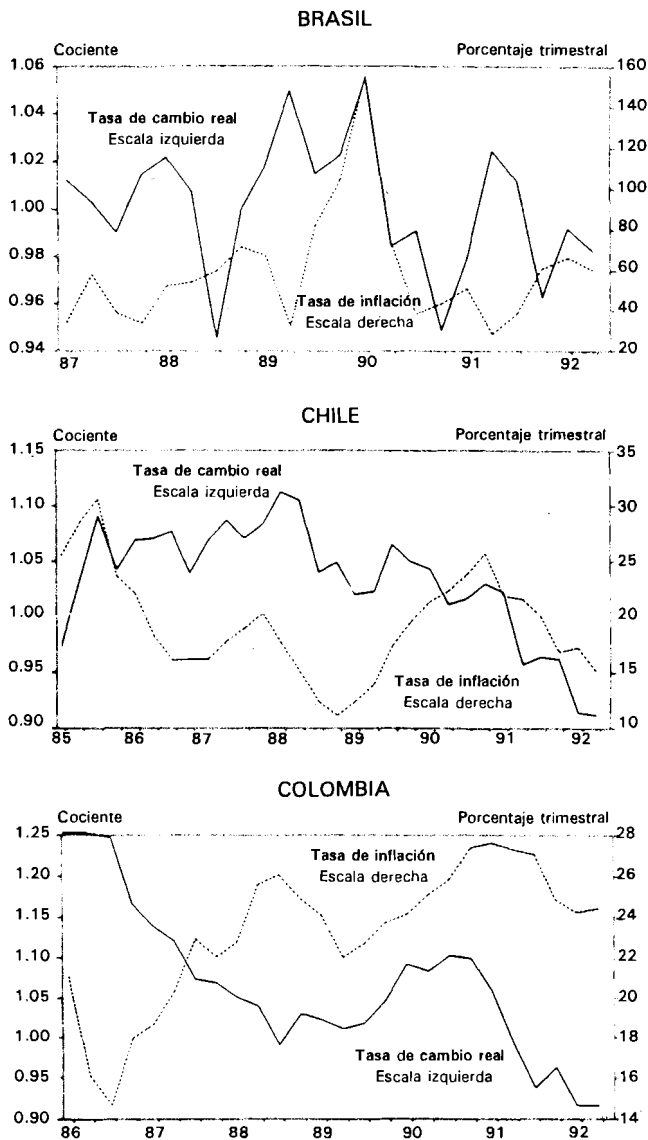 BRASIL
Cociente Porcentaje trimestral
1.06 160
1.04 140
1.02 120
1.00 100
0.98 80
0.96 60
0.94 40
20
Tasa de cambio real
Escala izquierda
Tasa de inflación
Escala derecha
87 88 89 90 91 92
CHILE
Cociente Porcentaje trimestral
1.15 35
1.10 30
1.05 25
1.00 20
0.95 15
0.90 10
Tasa de cambio real
Escala izquierda
Tasa de inflación
Escala derecha
85 86 87 88 89 90 91 92
COLOMBIA
Cociente Porcentaje trimestral
1.25 28
1.20 26
1.15 24
1.10 22
1.05 20
1.00 18
0.95 16
0.90 14
Tasa de inflación
Escala derecha
Tasa de cambio real
Escala izquierda
86 87 88 89 90 91 92